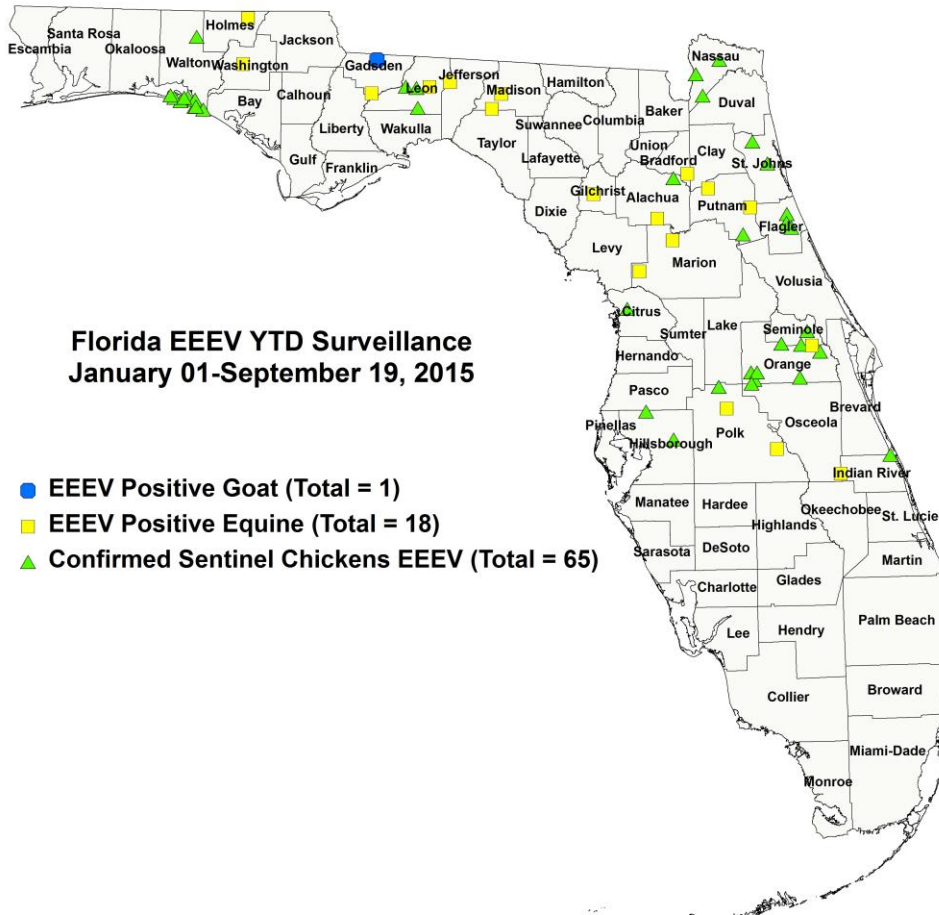 Holmes
Santa Rosa
Escambia
Okaloosa
Walton
Washington
Jackson
Gadsden
Jefferson
Leon
Madison
Hamilton
Nassau
Duval
Bay
Calhoun
Liberty
Wakulla
Taylor
Suwannee
Columbia
Baker
Gulf
Franklin
Lafayette
Union
Bradford
Clay
St. Johns
Dixie
Gilchrist
Alachua
Putnam
Flagler
Levy
Marion
Volusia
Citrus
Sumter
Lake
Seminole
Florida EEEV YTD Surveillance
January 01-September 19, 2015
Hernando
Orange
Pasco
Brevard
Pinellas
Hillsborough
Polk
Osceola
Indian River
EEEV Positive Goat (Total = 1)
EEEV Positive Equine (Total = 18)
Confirmed Sentinel Chickens EEEV (Total = 65)
Manatee
Hardee
Okeechobee
Highlands
St. Lucie
Sarasota
DeSoto
Martin
Charlotte
Glades
Lee
Hendry
Palm Beach
Collier
Broward
Miami-Dade
Monroe